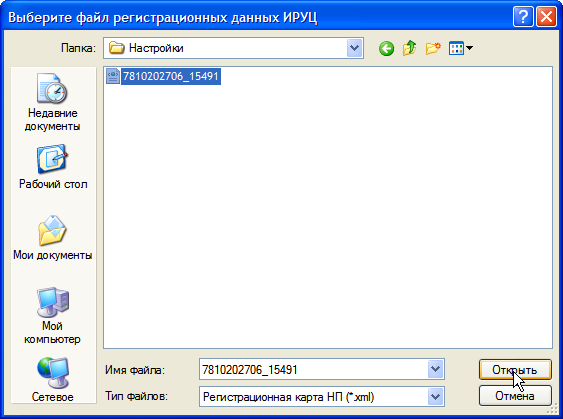 Выберите файл регистрационных данных ИРУЦ
Папка: Настройки
7810202706_15491
Недавние
документы
Рабочий стол
Мои документы
Мой
компьютер
Сетевое
Имя файла: 7810202706_15491 Открыть
Тип файлов: Регистрационная карта НП (*.xml) Отмена